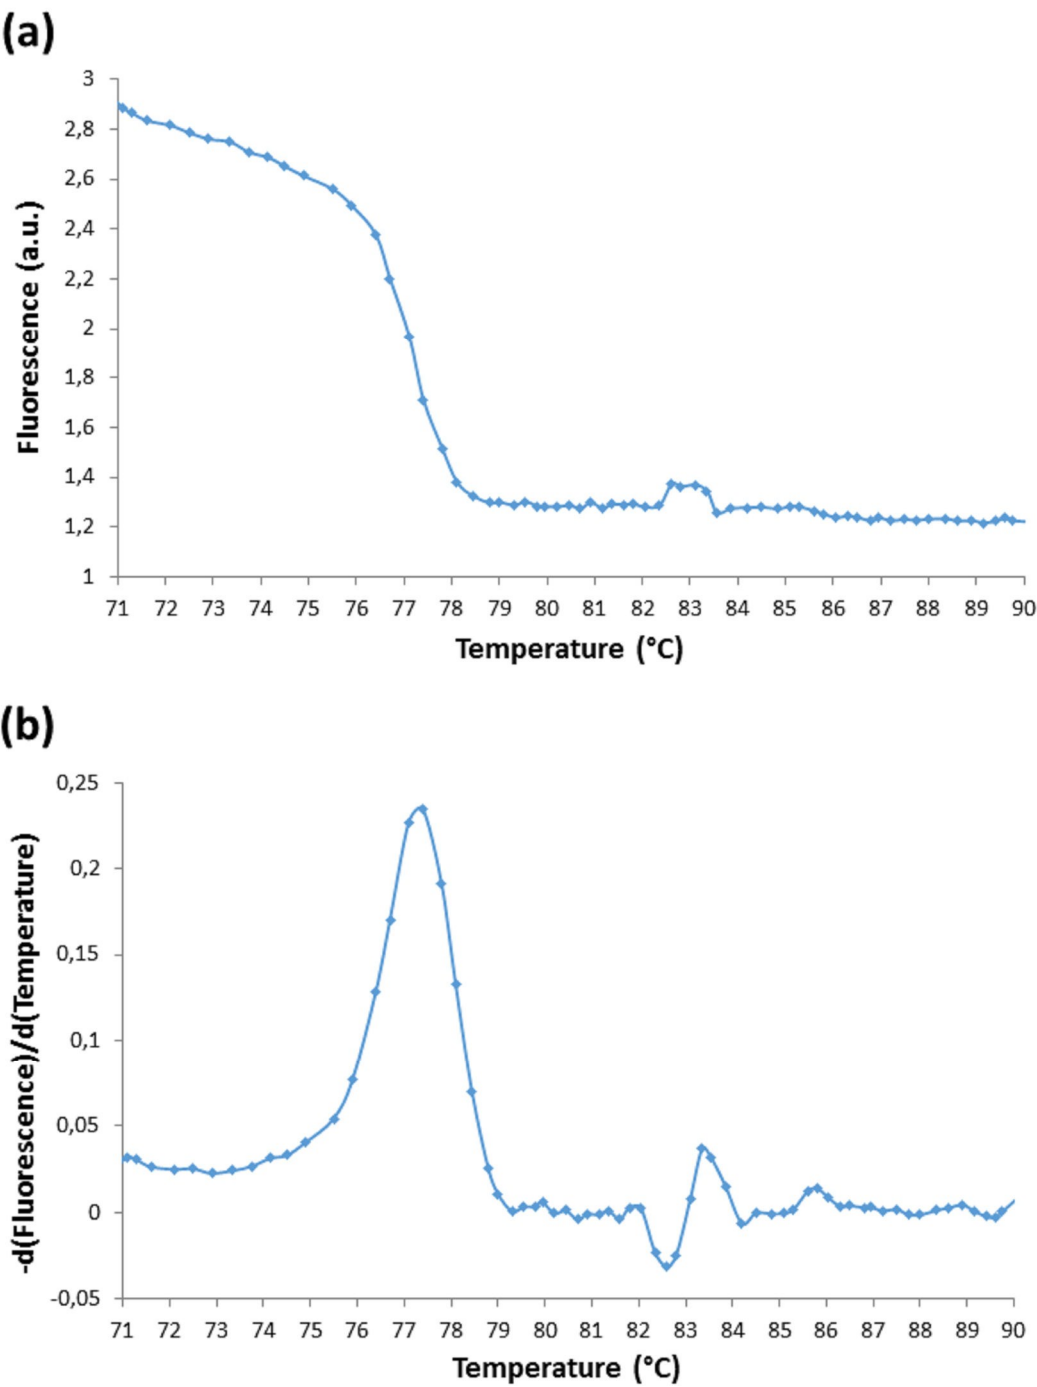 (a)
3
2,8
2,6
2,4
2,2
2
1,8
1,6
1,4
1,2
1
Fluorescence (a.u.)
71 72 73 74 75 76 77 78 79 80 81 82 83 84 85 86 87 88 89 90
Temperature (°C)
(b)
0,25
0,2
0,15
0,1
0,05
0
-0,05
-d(Fluorescence)/d(Temperature)
71 72 73 74 75 76 77 78 79 80 81 82 83 84 85 86 87 88 89 90
Temperature (°C)